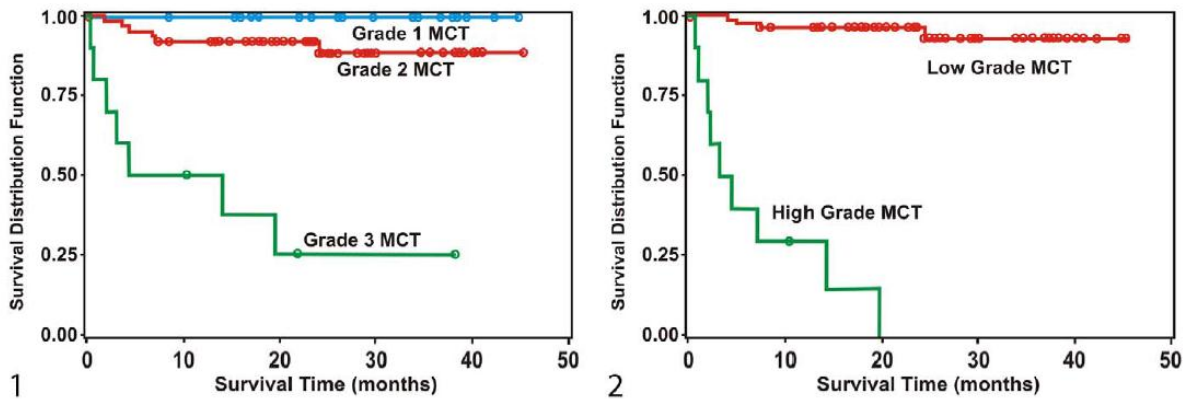 1.00
0.75
0.50
0.25
0.00
Survival Distribution Function
Grade 1 MCT
Grade 2 MCT
Grade 3 MCT
0 10 20 30 40 50
Survival Time (months)
1
1.00
0.75
0.50
0.25
0.00
Survival Distribution Function
Low Grade MCT
High Grade MCT
0 10 20 30 40 50
Survival Time (months)
2